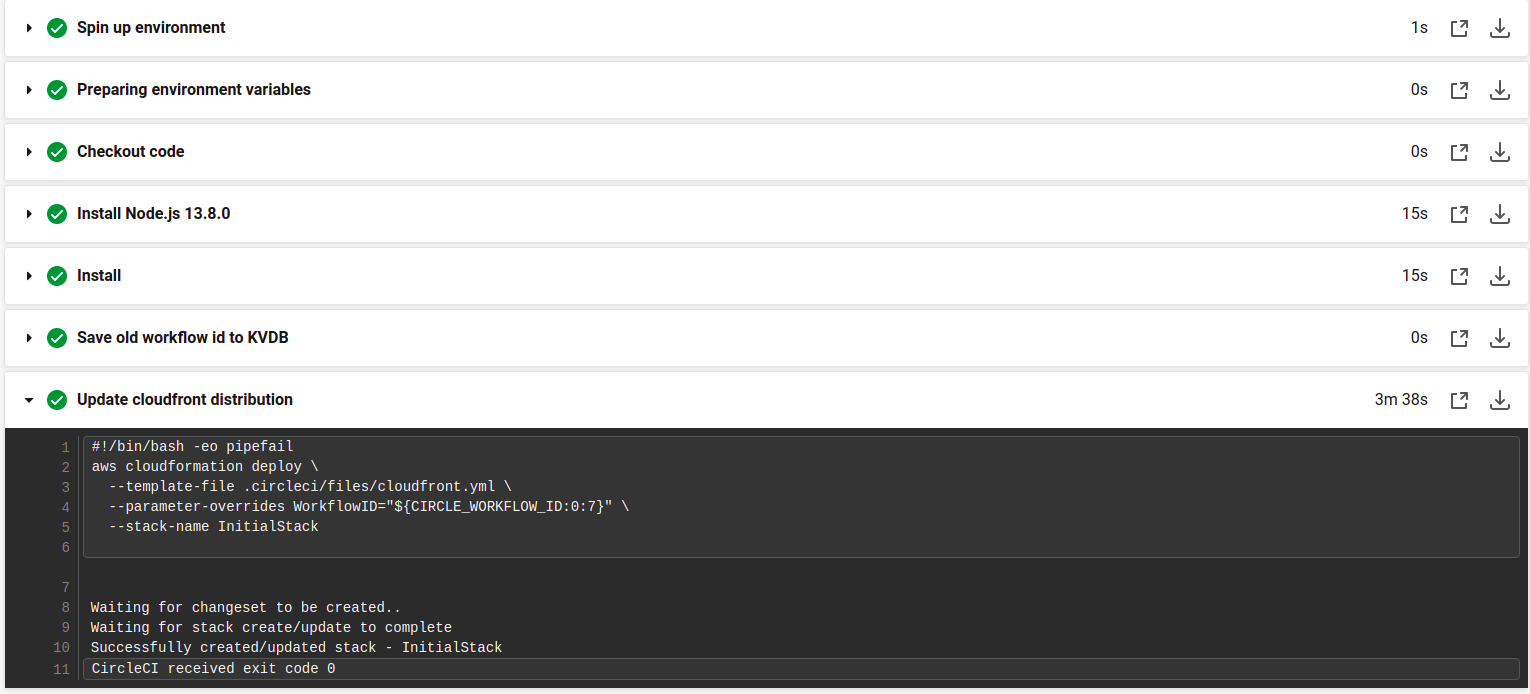 Spin up environment 1s
Preparing environment variables 0s
Checkout code 0s
Install Node.js 13.8.0 15s
Install 15s
Save old workflow id to KVDB 0s
Update cloudfront distribution 3m 38s
1 #!/bin/bash -eo pipefail
2 aws cloudformation deploy \
3   --template-file .circleci/files/cloudfront.yml \
4   --parameter-overrides WorkflowID="${CIRCLE_WORKFLOW_ID:0:7}" \
5   --stack-name InitialStack
6
7
8 Waiting for changeset to be created..
9 Waiting for stack create/update to complete
10 Successfully created/updated stack - InitialStack
11 CircleCI received exit code 0